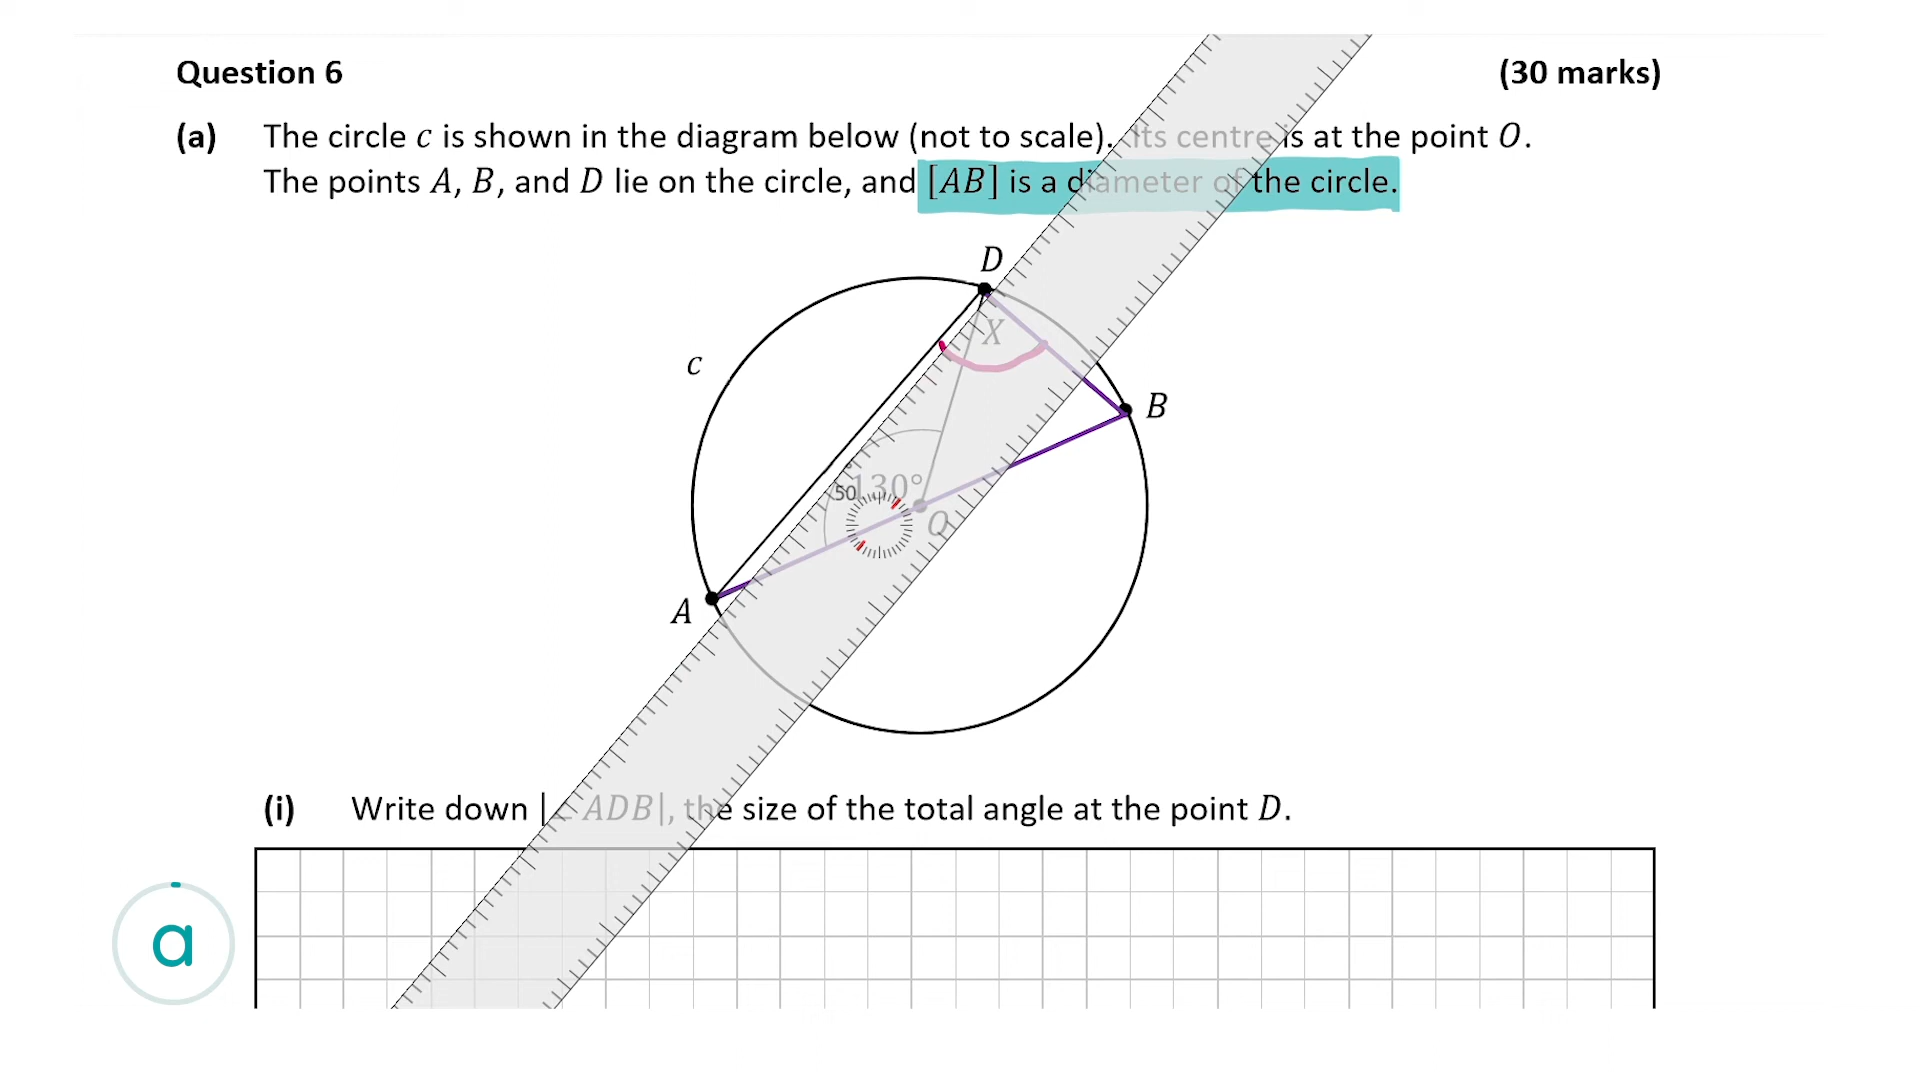 Question 6 (30 marks)
(a) The circle c is shown in the diagram below (not to scale). Its centre is at the point O.
The points A, B, and D lie on the circle, and [AB] is a diameter of the circle.
D
X
c
B
130°
50°
O
A
(i) Write down |∠ADB|, the size of the total angle at the point D.
a